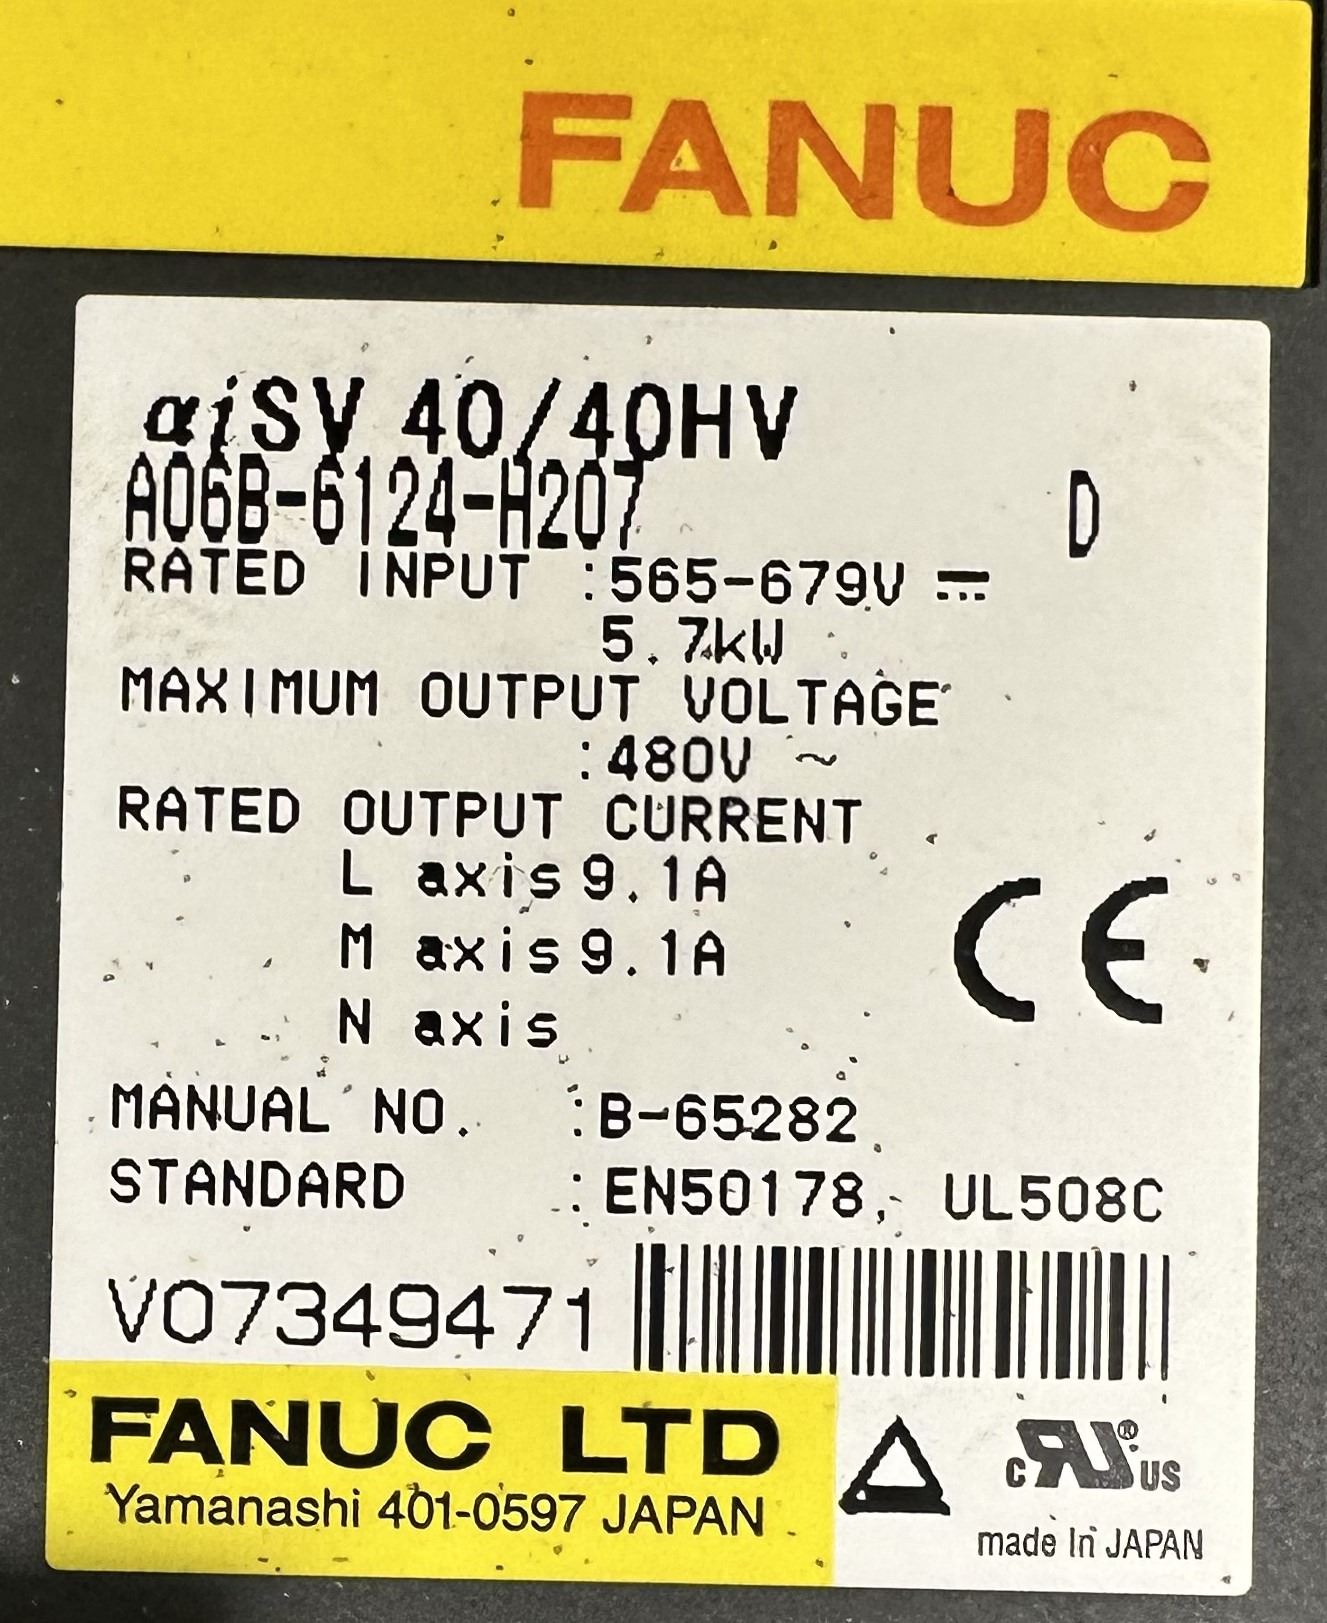 FANUC
αiSV 40/40HV
A06B-6124-H207 D
RATED INPUT :565-679V ⎓
5.7kW
MAXIMUM OUTPUT VOLTAGE
:480V ~
RATED OUTPUT CURRENT
L axis 9.1A
M axis 9.1A
N axis
CE
MANUAL NO. :B-65282
STANDARD :EN50178, UL508C
V07349471
FANUC LTD
Yamanashi 401-0597 JAPAN
c RU ® US
made In JAPAN